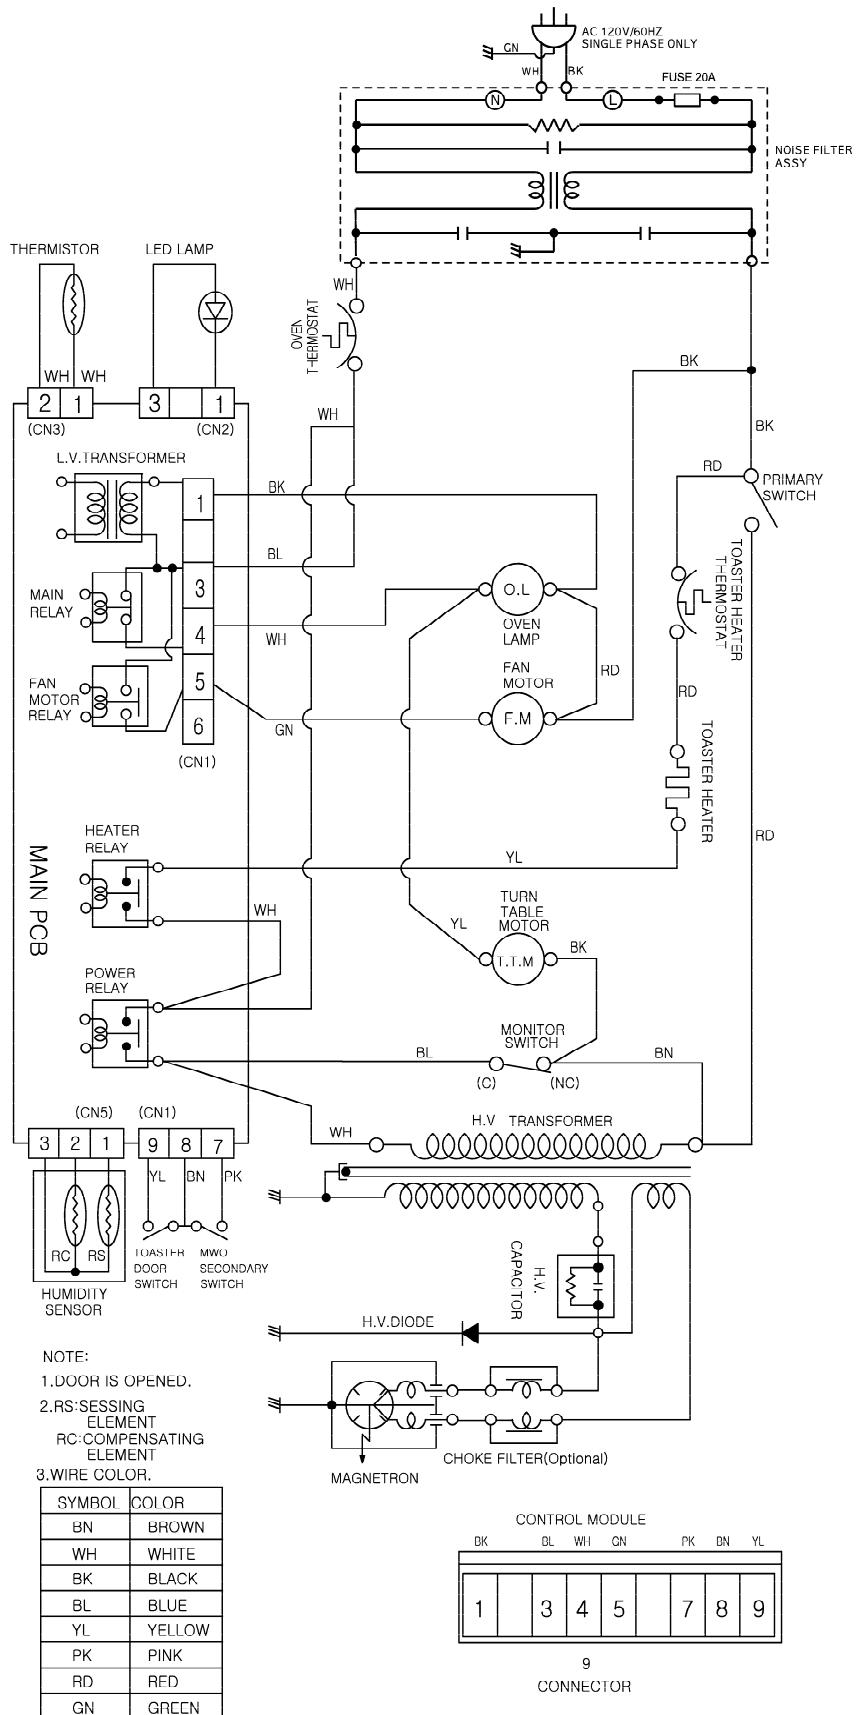 AC 120V/60HZ
SINGLE PHASE ONLY
GN
WH
BK
FUSE 20A
N
L
NOISE FILTER
ASSY
THERMISTOR
LED LAMP
WH
OVEN
THERMOSTAT
WH WH
2 1
3 1
(CN3)
(CN2)
BK
WH
BK
L.V.TRANSFORMER
RD
PRIMARY
SWITCH
1
BK
BL
3
MAIN
RELAY
4
WH
O.L
OVEN
LAMP
TOASTER HEATER
THERMOSTAT
FAN
MOTOR
RELAY
5
6
(CN1)
GN
FAN
MOTOR
F.M
RD
RD
TOASTER HEATER
RD
HEATER
RELAY
YL
MAIN PCB
WH
TURN
TABLE
MOTOR
YL
T.T.M
BK
POWER
RELAY
MONITOR
SWITCH
BL
BN
(C)
(NC)
(CN5)
(CN1)
H.V TRANSFORMER
WH
3 2 1
9 8 7
YL BN PK
RC RS
TOASTER
DOOR
SWITCH
MWO
SECONDARY
SWITCH
HUMIDITY
SENSOR
H.V.
CAPACITOR
H.V.DIODE
NOTE:
1.DOOR IS OPENED.
2.RS:SESSING
ELEMENT
RC:COMPENSATING
ELEMENT
3.WIRE COLOR.
MAGNETRON
CHOKE FILTER(Optional)
SYMBOL COLOR
BN BROWN
WH WHITE
BK BLACK
BL BLUE
YL YELLOW
PK PINK
RD RED
GN GREEN
CONTROL MODULE
BK BL WH GN PK BN YL
1 3 4 5 7 8 9
9
CONNECTOR